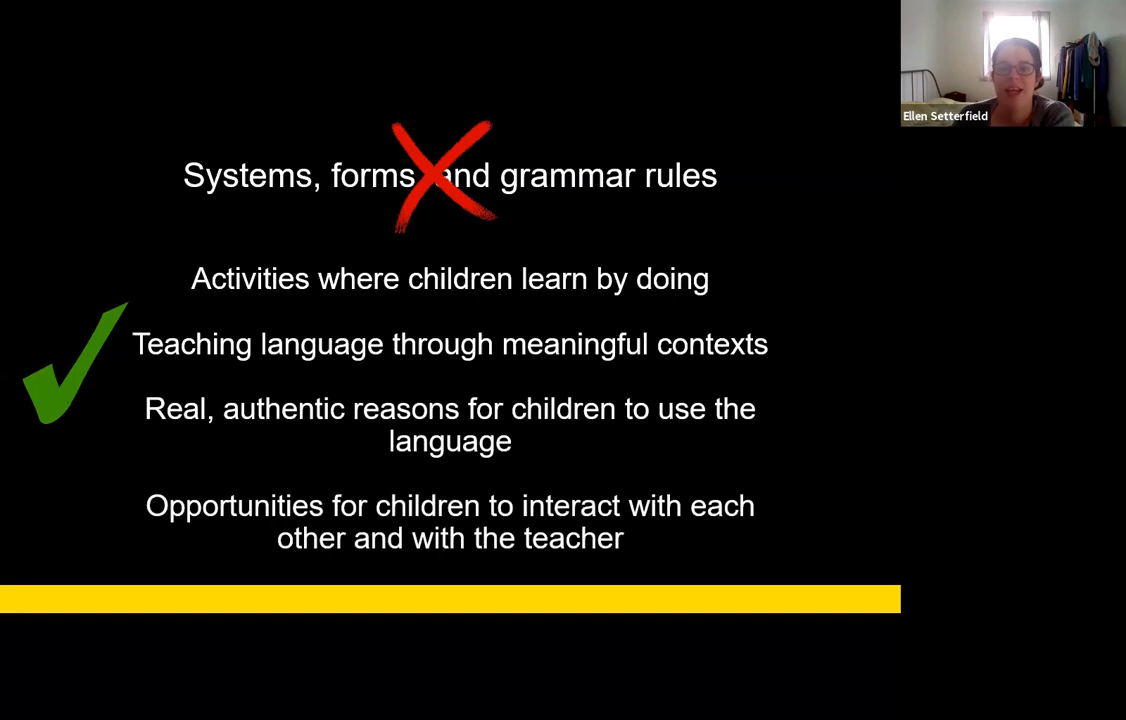 Ellen Setterfield
Systems, forms and grammar rules
Activities where children learn by doing
Teaching language through meaningful contexts
Real, authentic reasons for children to use the
language
Opportunities for children to interact with each
other and with the teacher